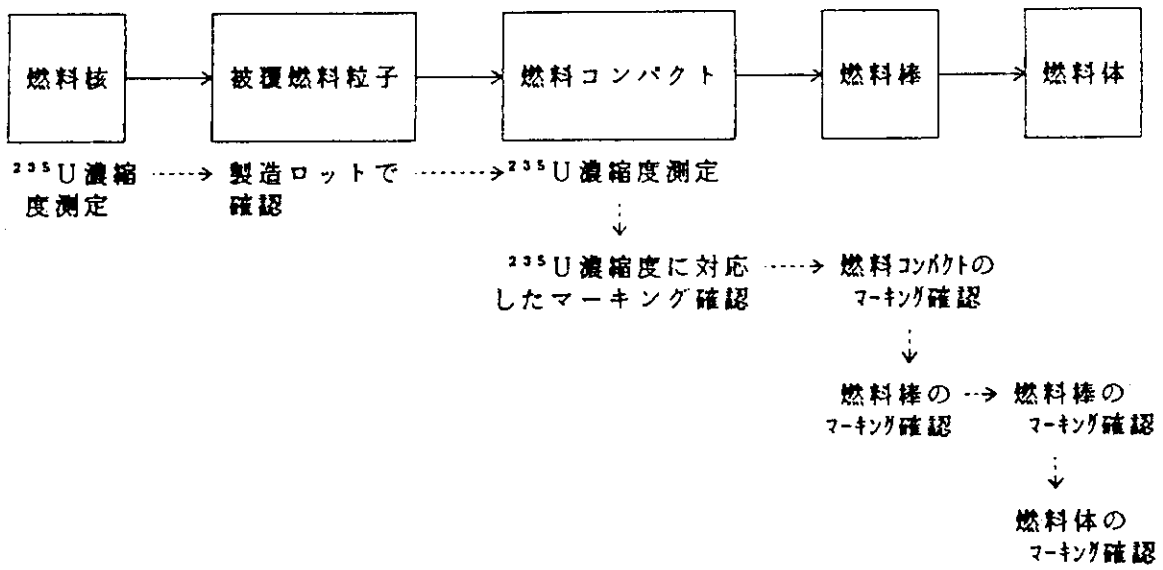 燃料核
被覆燃料粒子
燃料コンパクト
燃料棒
燃料体
²³⁵U濃縮
度測定
製造ロットで
確認
²³⁵U濃縮度測定
²³⁵U濃縮度に対応
したマーキング確認
燃料コンパクトの
マーキング確認
燃料棒の
マーキング確認
燃料棒の
マーキング確認
燃料体の
マーキング確認